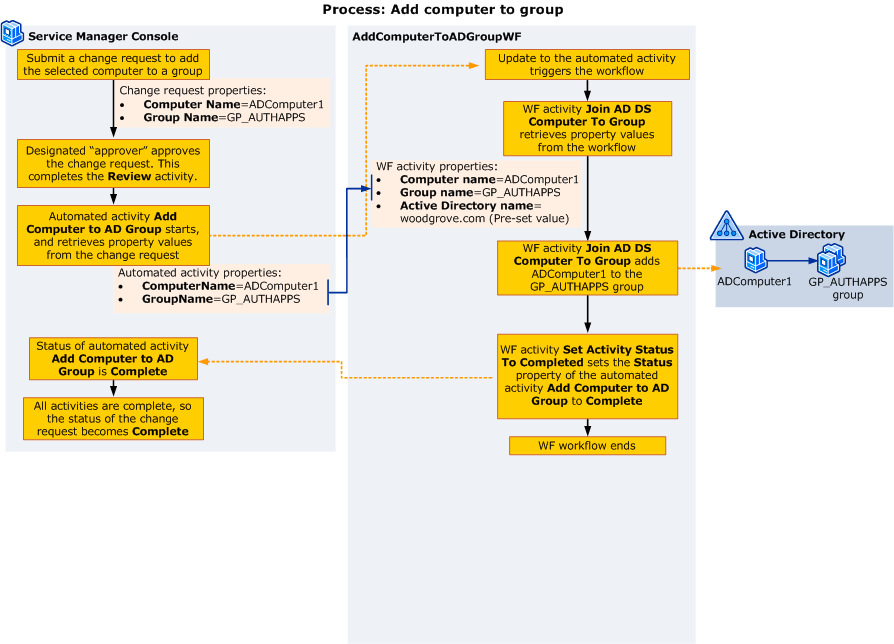 Process: Add computer to group
Service Manager Console
Submit a change request to add
the selected computer to a group
Change request properties:
• Computer Name=ADComputer1
• Group Name=GP_AUTHAPPS
Designated “approver” approves
the change request. This
completes the Review activity.
Automated activity Add
Computer to AD Group starts,
and retrieves property values
from the change request
Automated activity properties:
• ComputerName=ADComputer1
• GroupName=GP_AUTHAPPS
Status of automated activity
Add Computer to AD
Group is Complete
All activities are complete, so
the status of the change
request becomes Complete
AddComputerToADGroupWF
Update to the automated activity
triggers the workflow
WF activity Join AD DS
Computer To Group
retrieves property values
from the workflow
WF activity properties:
• Computer name=ADComputer1
• Group name=GP_AUTHAPPS
• Active Directory name=
woodgrove.com (Pre-set value)
WF activity Join AD DS
Computer To Group adds
ADComputer1 to the
GP_AUTHAPPS group
WF activity Set Activity Status
To Completed sets the Status
property of the automated
activity Add Computer to AD
Group to Complete
WF workflow ends
Active Directory
ADComputer1
GP_AUTHAPPS
group